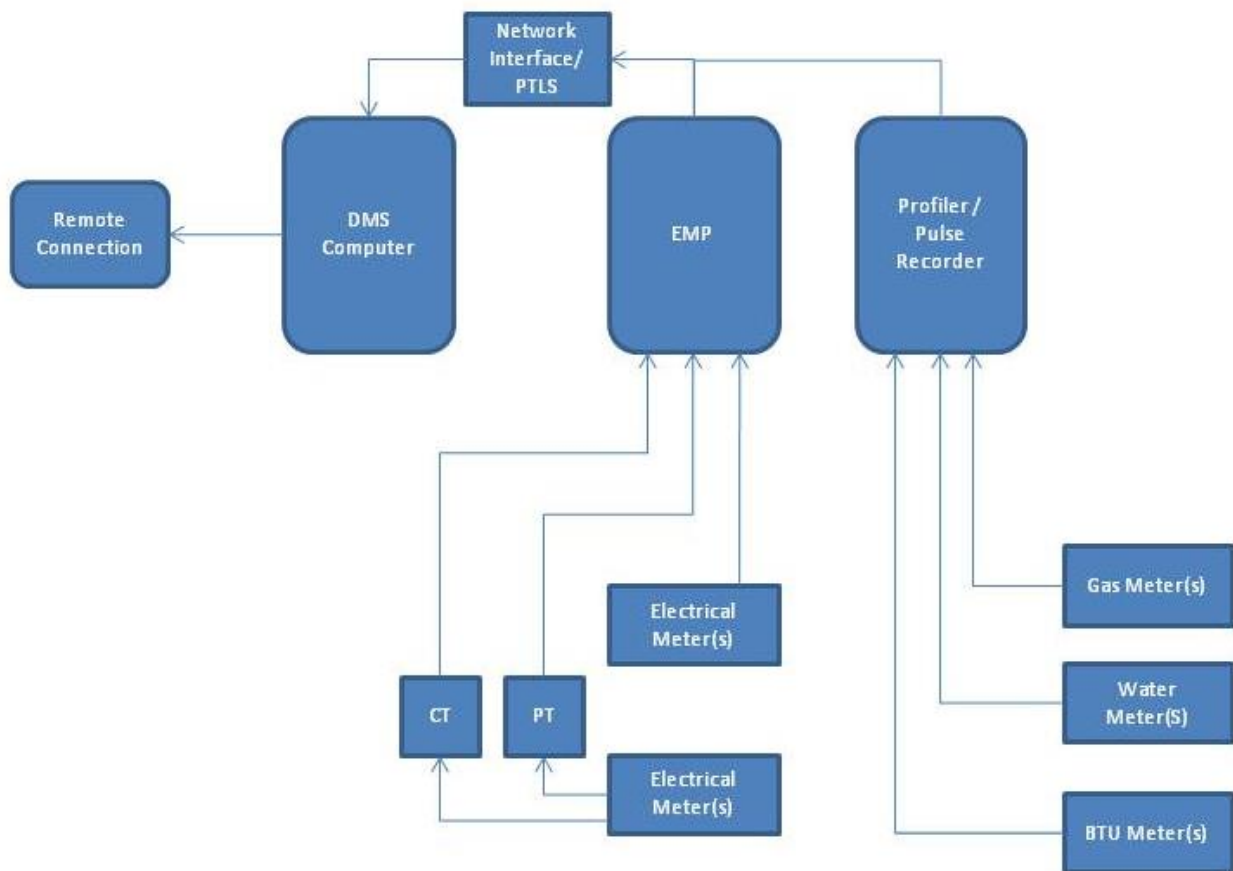 Network
Interface/
PTLS
Remote
Connection
DMS
Computer
EMP
Profiler /
Pulse
Recorder
Electrical
Meter(s)
Gas Meter(s)
CT
PT
Water
Meter(S)
Electrical
Meter(s)
BTU Meter(s)